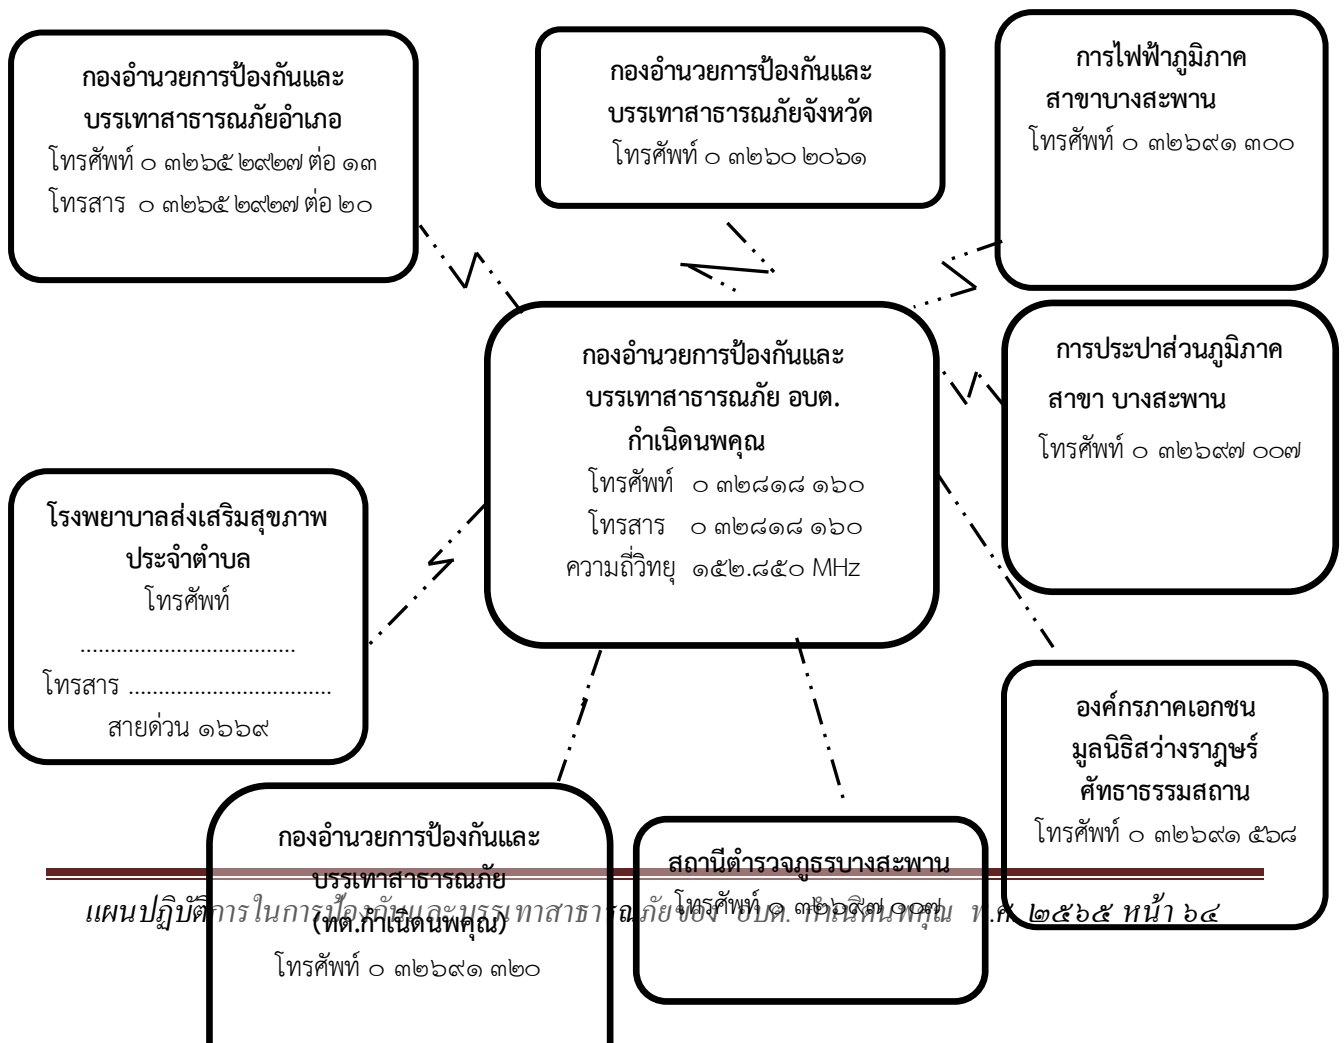 กองอำนวยการป้องกันและ
บรรเทาสาธารณภัยอำเภอ
โทรศัพท์ ๐ ๓๒๖๕ ๒๙๒๗ ต่อ ๑๓
โทรสาร ๐ ๓๒๖๕ ๒๙๒๗ ต่อ ๒๐
กองอำนวยการป้องกันและ
บรรเทาสาธารณภัยจังหวัด
โทรศัพท์ ๐ ๓๒๖๐ ๒๐๖๑
การไฟฟ้าภูมิภาค
สาขาบางสะพาน
โทรศัพท์ ๐ ๓๒๖๙๑ ๓๐๐
กองอำนวยการป้องกันและ
บรรเทาสาธารณภัย อบต.
กำเนิดนพคุณ
โทรศัพท์ ๐ ๓๒๘๑๘ ๑๖๐
โทรสาร ๐ ๓๒๘๑๘ ๑๖๐
ความถี่วิทยุ ๑๕๒.๘๕๐ MHz
การประปาส่วนภูมิภาค
สาขา บางสะพาน
โทรศัพท์ ๐ ๓๒๖๙๗ ๐๐๗
โรงพยาบาลส่งเสริมสุขภาพ
ประจำตำบล
โทรศัพท์
....................................
โทรสาร ..................................
สายด่วน ๑๖๖๙
องค์กรภาคเอกชน
มูลนิธิสว่างราฎษร์
ศัทธาธรรมสถาน
โทรศัพท์ ๐ ๓๒๖๙๑ ๕๖๘
กองอำนวยการป้องกันและ
บรรเทาสาธารณภัย
(ทต.กำเนิดนพคุณ)
โทรศัพท์ ๐ ๓๒๖๙๑ ๓๒๐
สถานีตำรวจภูธรบางสะพาน
โทรศัพท์ ๐ ๓๒๖๙๗ ๐๐๗
แผนปฏิบัติการในการป้องกันและบรรเทาสาธารณภัยของ อบต. กำเนิดนพคุณ พ.ศ. ๒๕๖๕ หน้า ๖๔